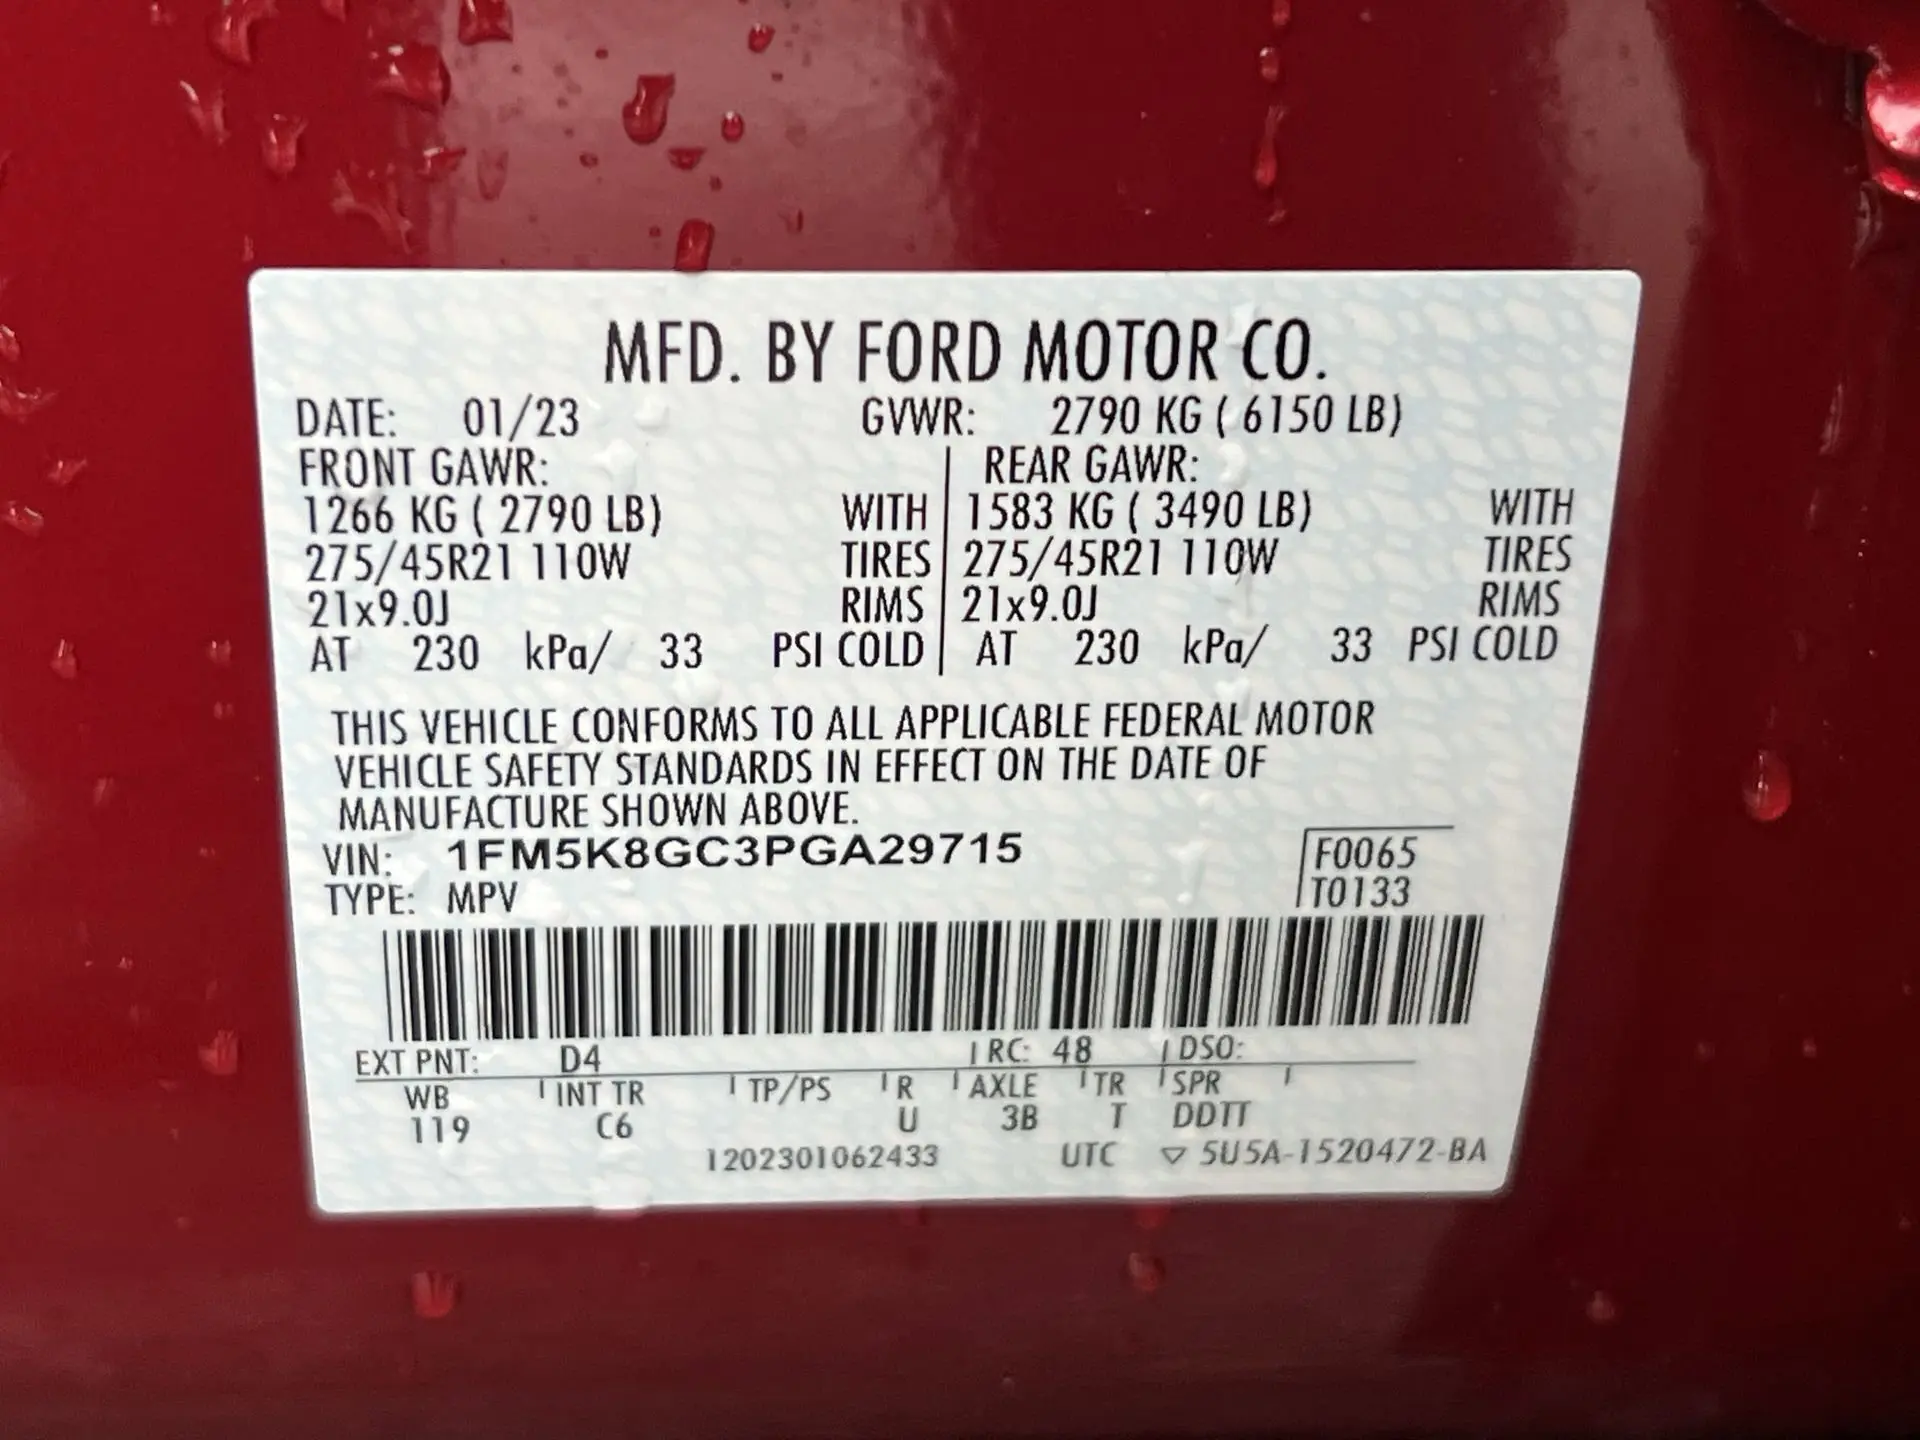 MFD. BY FORD MOTOR CO.
DATE: 01/23 GVWR: 2790 KG ( 6150 LB)
FRONT GAWR: REAR GAWR:
1266 KG ( 2790 LB) WITH 1583 KG ( 3490 LB) WITH
275/45R21 110W TIRES 275/45R21 110W TIRES
21x9.0J RIMS 21x9.0J RIMS
AT 230 kPa/ 33 PSI COLD AT 230 kPa/ 33 PSI COLD
THIS VEHICLE CONFORMS TO ALL APPLICABLE FEDERAL MOTOR
VEHICLE SAFETY STANDARDS IN EFFECT ON THE DATE OF
MANUFACTURE SHOWN ABOVE.
VIN: 1FM5K8GC3PGA29715 F0065
TYPE: MPV T0133
EXT PNT: D4 RC: 48 DSO:
WB INT TR TP/PS R AXLE TR SPR
119 C6 U 3B T DDTT
1202301062433 UTC ▽ 5U5A-1520472-BA